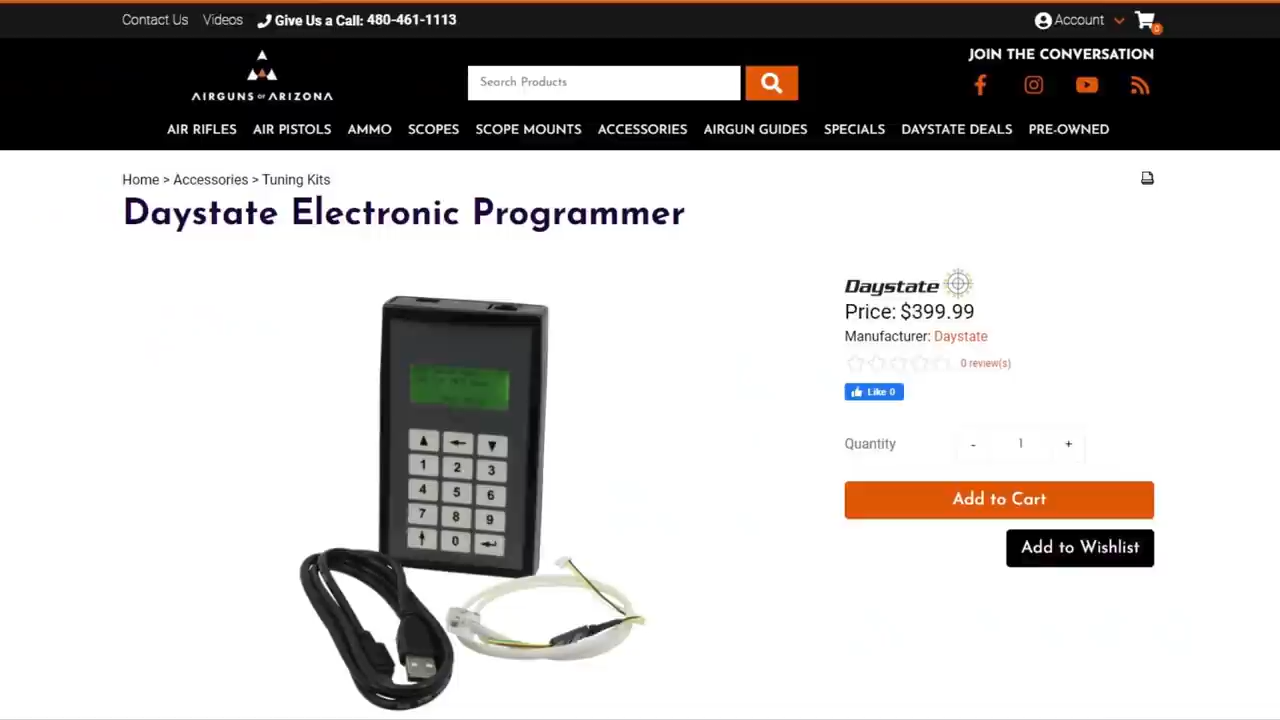 Contact Us Videos Give Us a Call: 480-461-1113 Account 0
JOIN THE CONVERSATION
AIRGUNS OF ARIZONA
Search Products
AIR RIFLES AIR PISTOLS AMMO SCOPES SCOPE MOUNTS ACCESSORIES AIRGUN GUIDES SPECIALS DAYSTATE DEALS PRE-OWNED
Home > Accessories > Tuning Kits
Daystate Electronic Programmer
Daystate
Price: $399.99
Manufacturer: Daystate
0 review(s)
Like 0
Quantity - 1 +
Add to Cart
Add to Wishlist
1 2 3
4 5 6
7 8 9
0